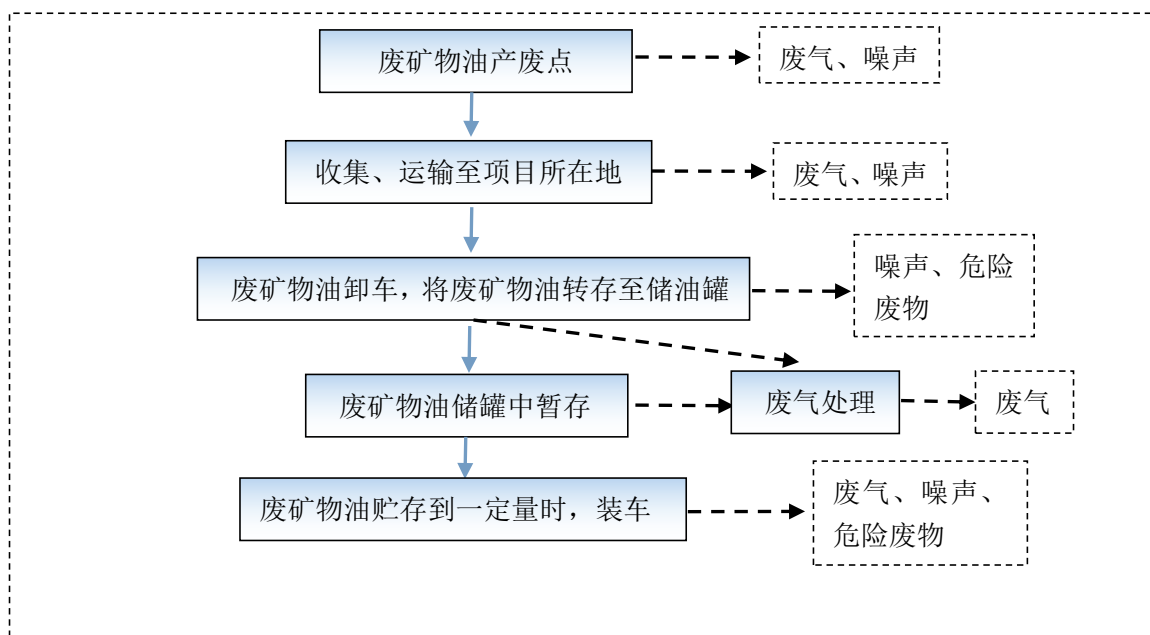 废矿物油产废点
废气、噪声
收集、运输至项目所在地
废气、噪声
废矿物油卸车，将废矿物油转存至储油罐
噪声、危险
废物
废矿物油储罐中暂存
废气处理
废气
废矿物油贮存到一定量时，装车
废气、噪声、
危险废物